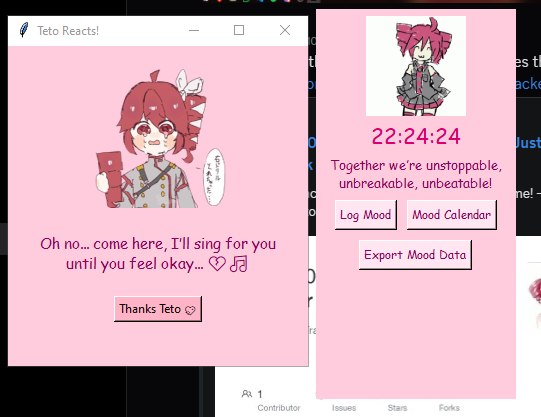 Teto Reacts!
Oh no... come here, I'll sing for you
until you feel okay... 💔🎵
Thanks Teto
22:24:24
Together we're unstoppable,
unbreakable, unbeatable!
Log Mood
Mood Calendar
Export Mood Data
Just
1
Contributor
Issues
Stars
Forks